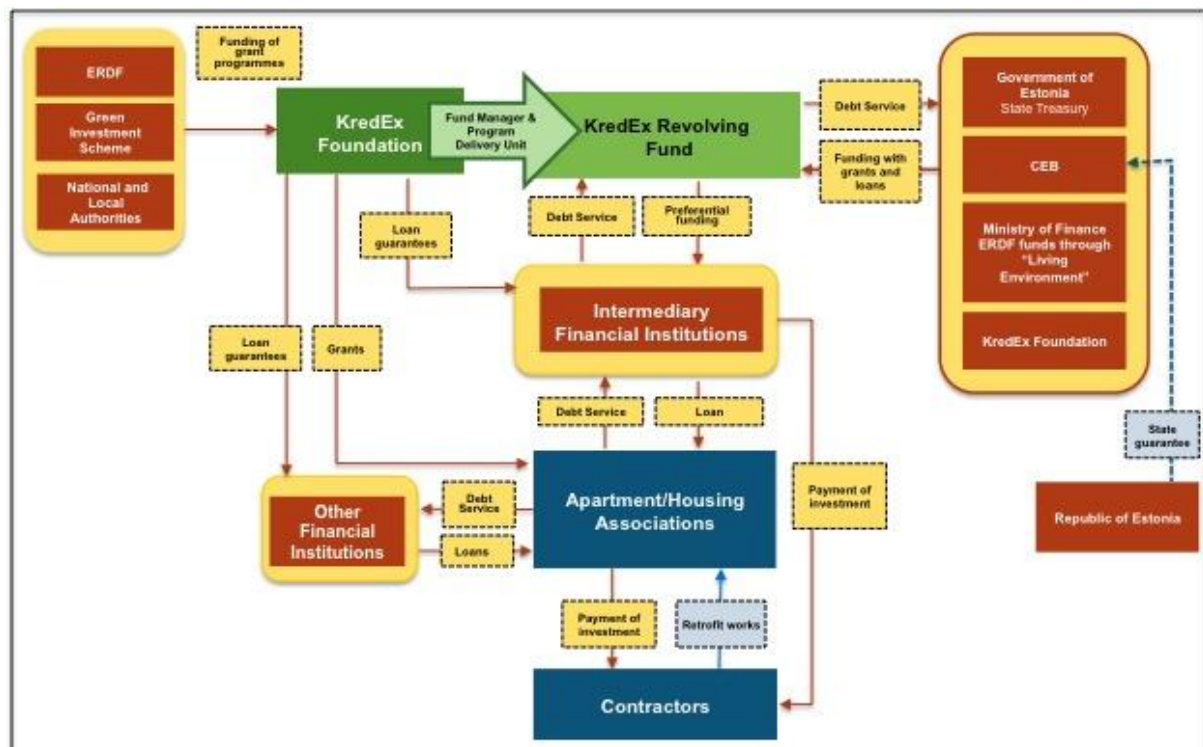 Funding of
grant
programmes
ERDF
Green
Investment
Scheme
National and
Local
Authorities
KredEx
Foundation
Fund Manager &
Program
Delivery Unit
KredEx Revolving
Fund
Debt Service
Funding with
grants and
loans
Government of
Estonia
State Treasury
CEB
Ministry of Finance
ERDF funds through
"Living
Environment"
KredEx Foundation
Loan
guarantees
Debt Service
Preferential
funding
Intermediary
Financial Institutions
Loan
guarantees
Grants
Debt Service
Loan
State
guarantee
Republic of Estonia
Apartment/Housing
Associations
Payment of
investment
Other
Financial
Institutions
Debt
Service
Loans
Payment of
investment
Retrofit works
Contractors